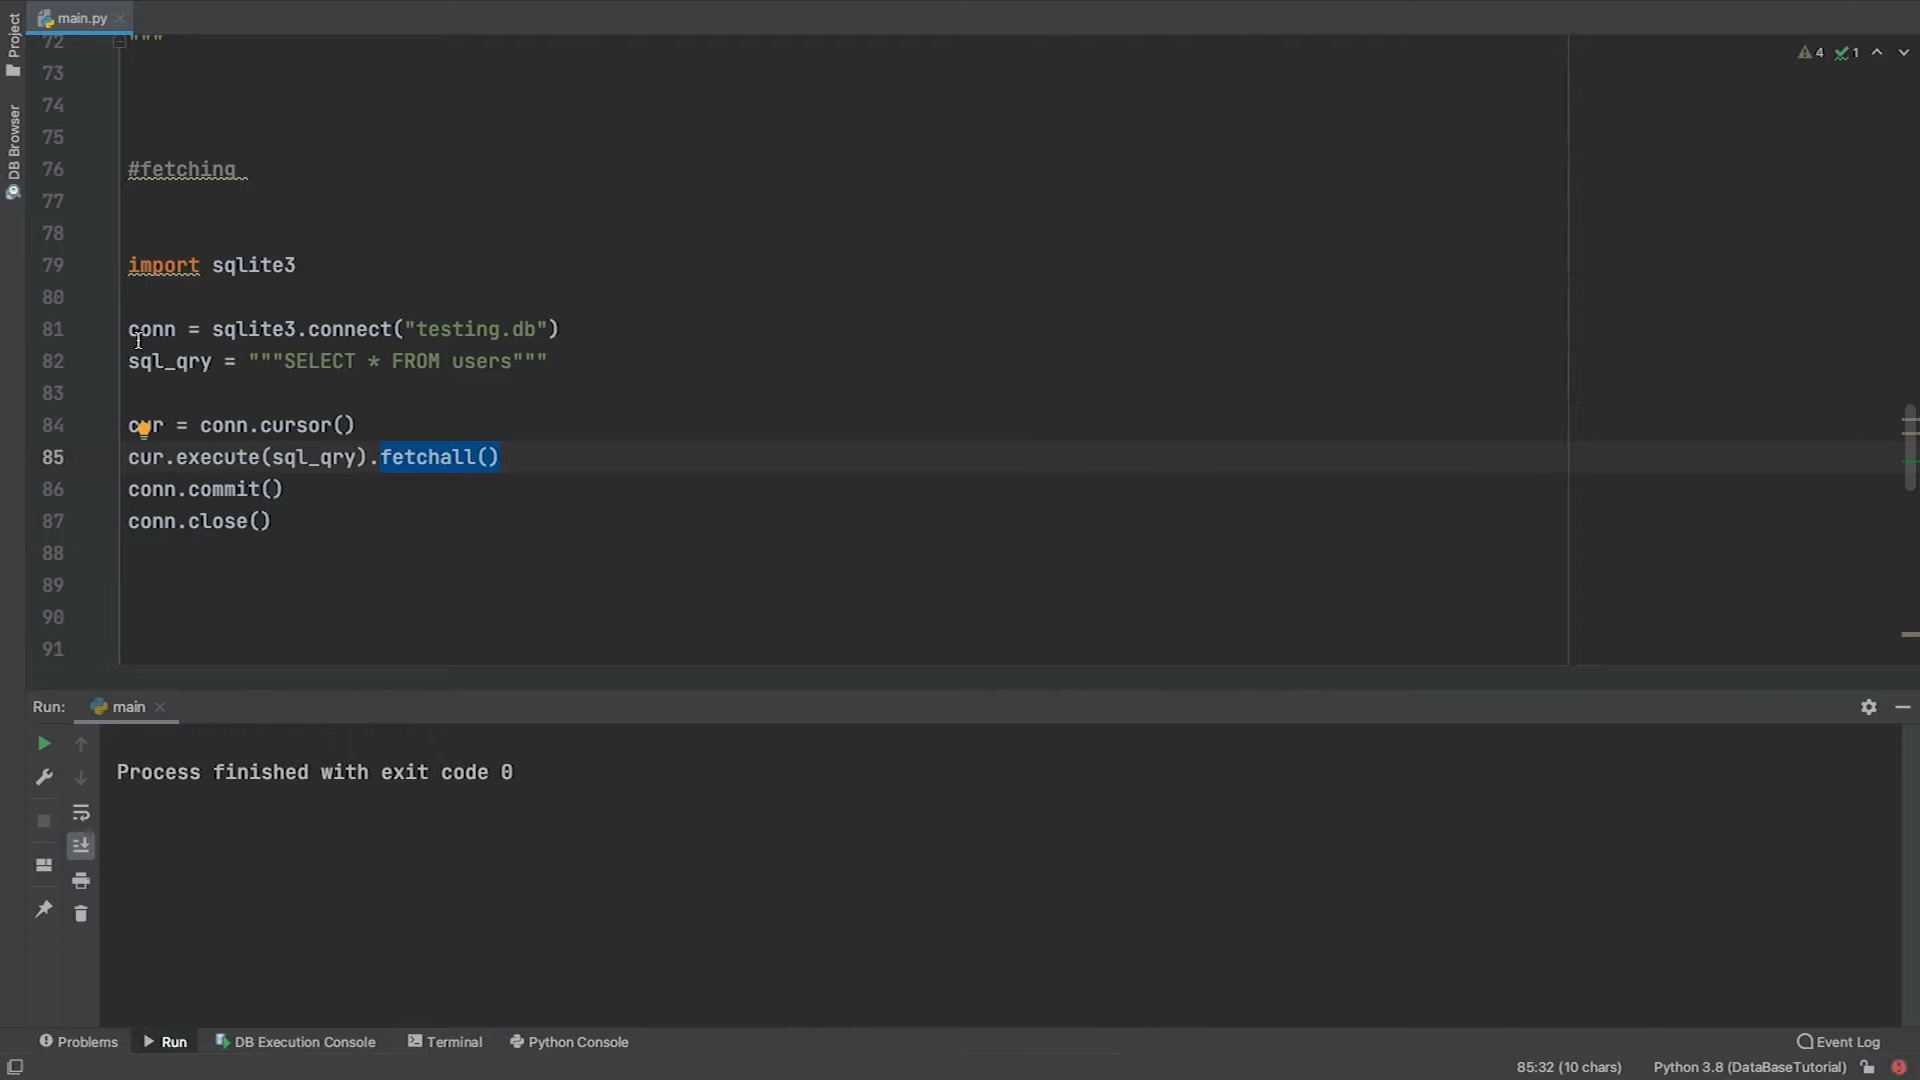 main.py
Project
DB Browser
4 1
72 """
73
74
75
76 #fetching
77
78
79 import sqlite3
80
81 conn = sqlite3.connect("testing.db")
82 sql_qry = """SELECT * FROM users"""
83
84 cur = conn.cursor()
85 cur.execute(sql_qry).fetchall()
86 conn.commit()
87 conn.close()
88
89
90
91
Run: main
Process finished with exit code 0
Problems Run DB Execution Console Terminal Python Console Event Log
85:32 (10 chars) Python 3.8 (DataBaseTutorial)